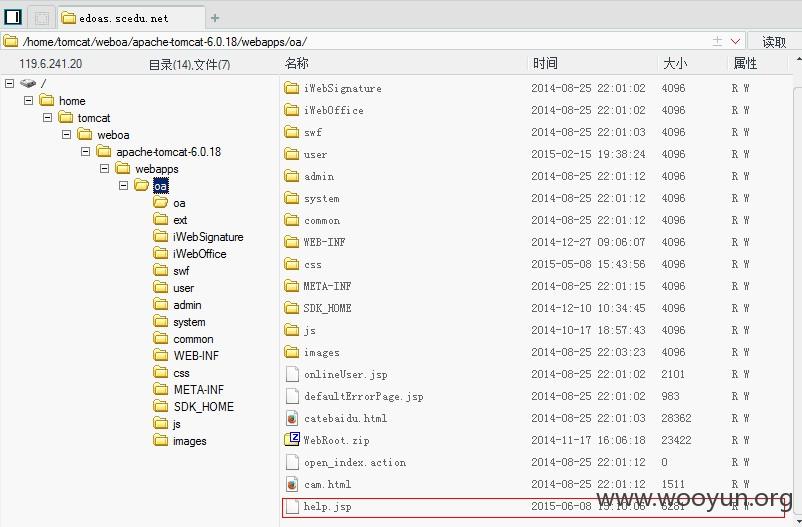 edoas.scedu.net
/home/tomcat/weboa/apache-tomcat-6.0.18/webapps/oa/ 读取
119.6.241.20 目录(14),文件(7) 名称 时间 大小 属性
/
home
tomcat
weboa
apache-tomcat-6.0.18
webapps
oa
oa
ext
iWebSignature
iWebOffice
swf
user
admin
system
common
WEB-INF
css
META-INF
SDK_HOME
js
images
iWebSignature 2014-08-25 22:01:02 4096 R W
iWebOffice 2014-08-25 22:01:02 4096 R W
swf 2014-08-25 22:01:03 4096 R W
user 2015-02-15 19:38:24 4096 R W
admin 2014-08-25 22:01:12 4096 R W
system 2014-08-25 22:01:12 4096 R W
common 2014-08-25 22:01:12 4096 R W
WEB-INF 2014-12-27 09:06:07 4096 R W
css 2015-05-08 15:43:56 4096 R W
META-INF 2014-08-25 22:01:15 4096 R W
SDK_HOME 2014-12-10 10:34:45 4096 R W
js 2014-10-17 18:57:43 4096 R W
images 2014-08-25 22:03:23 4096 R W
onlineUser.jsp 2014-08-25 22:01:12 2101 R W
defaultErrorPage.jsp 2014-08-25 22:01:12 983 R W
catebaidu.html 2014-08-25 22:01:03 28362 R W
WebRoot.zip 2014-11-17 16:06:18 23422 R W
open_index.action 2014-08-25 22:01:12 0 R W
cam.html 2014-08-25 22:01:12 1511 R W
help.jsp 2015-06-08 19:10:06 6281 R W
www.wooyun.org